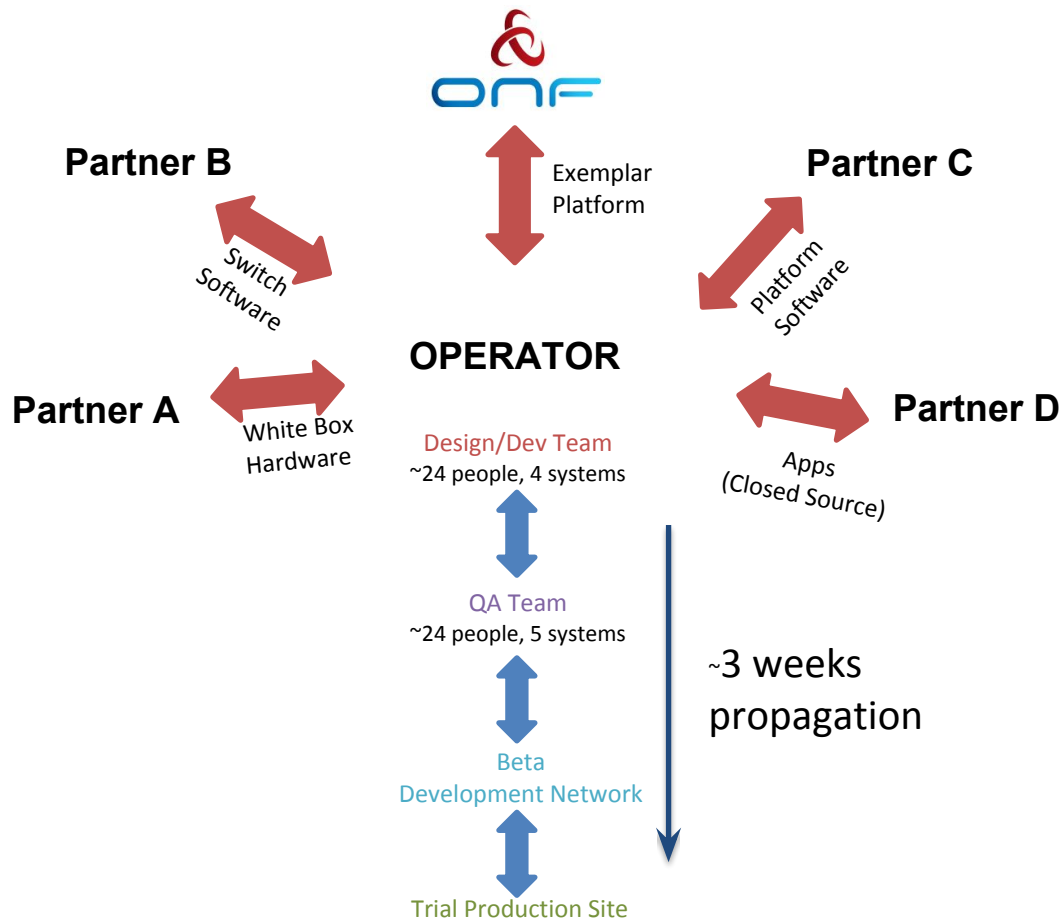 ONF
Partner B
Partner C
Exemplar
Platform
Switch
Software
Platform
Software
OPERATOR
Partner A
Partner D
White Box
Hardware
Apps
(Closed Source)
Design/Dev Team
~24 people, 4 systems
QA Team
~24 people, 5 systems
~3 weeks
propagation
Beta
Development Network
Trial Production Site